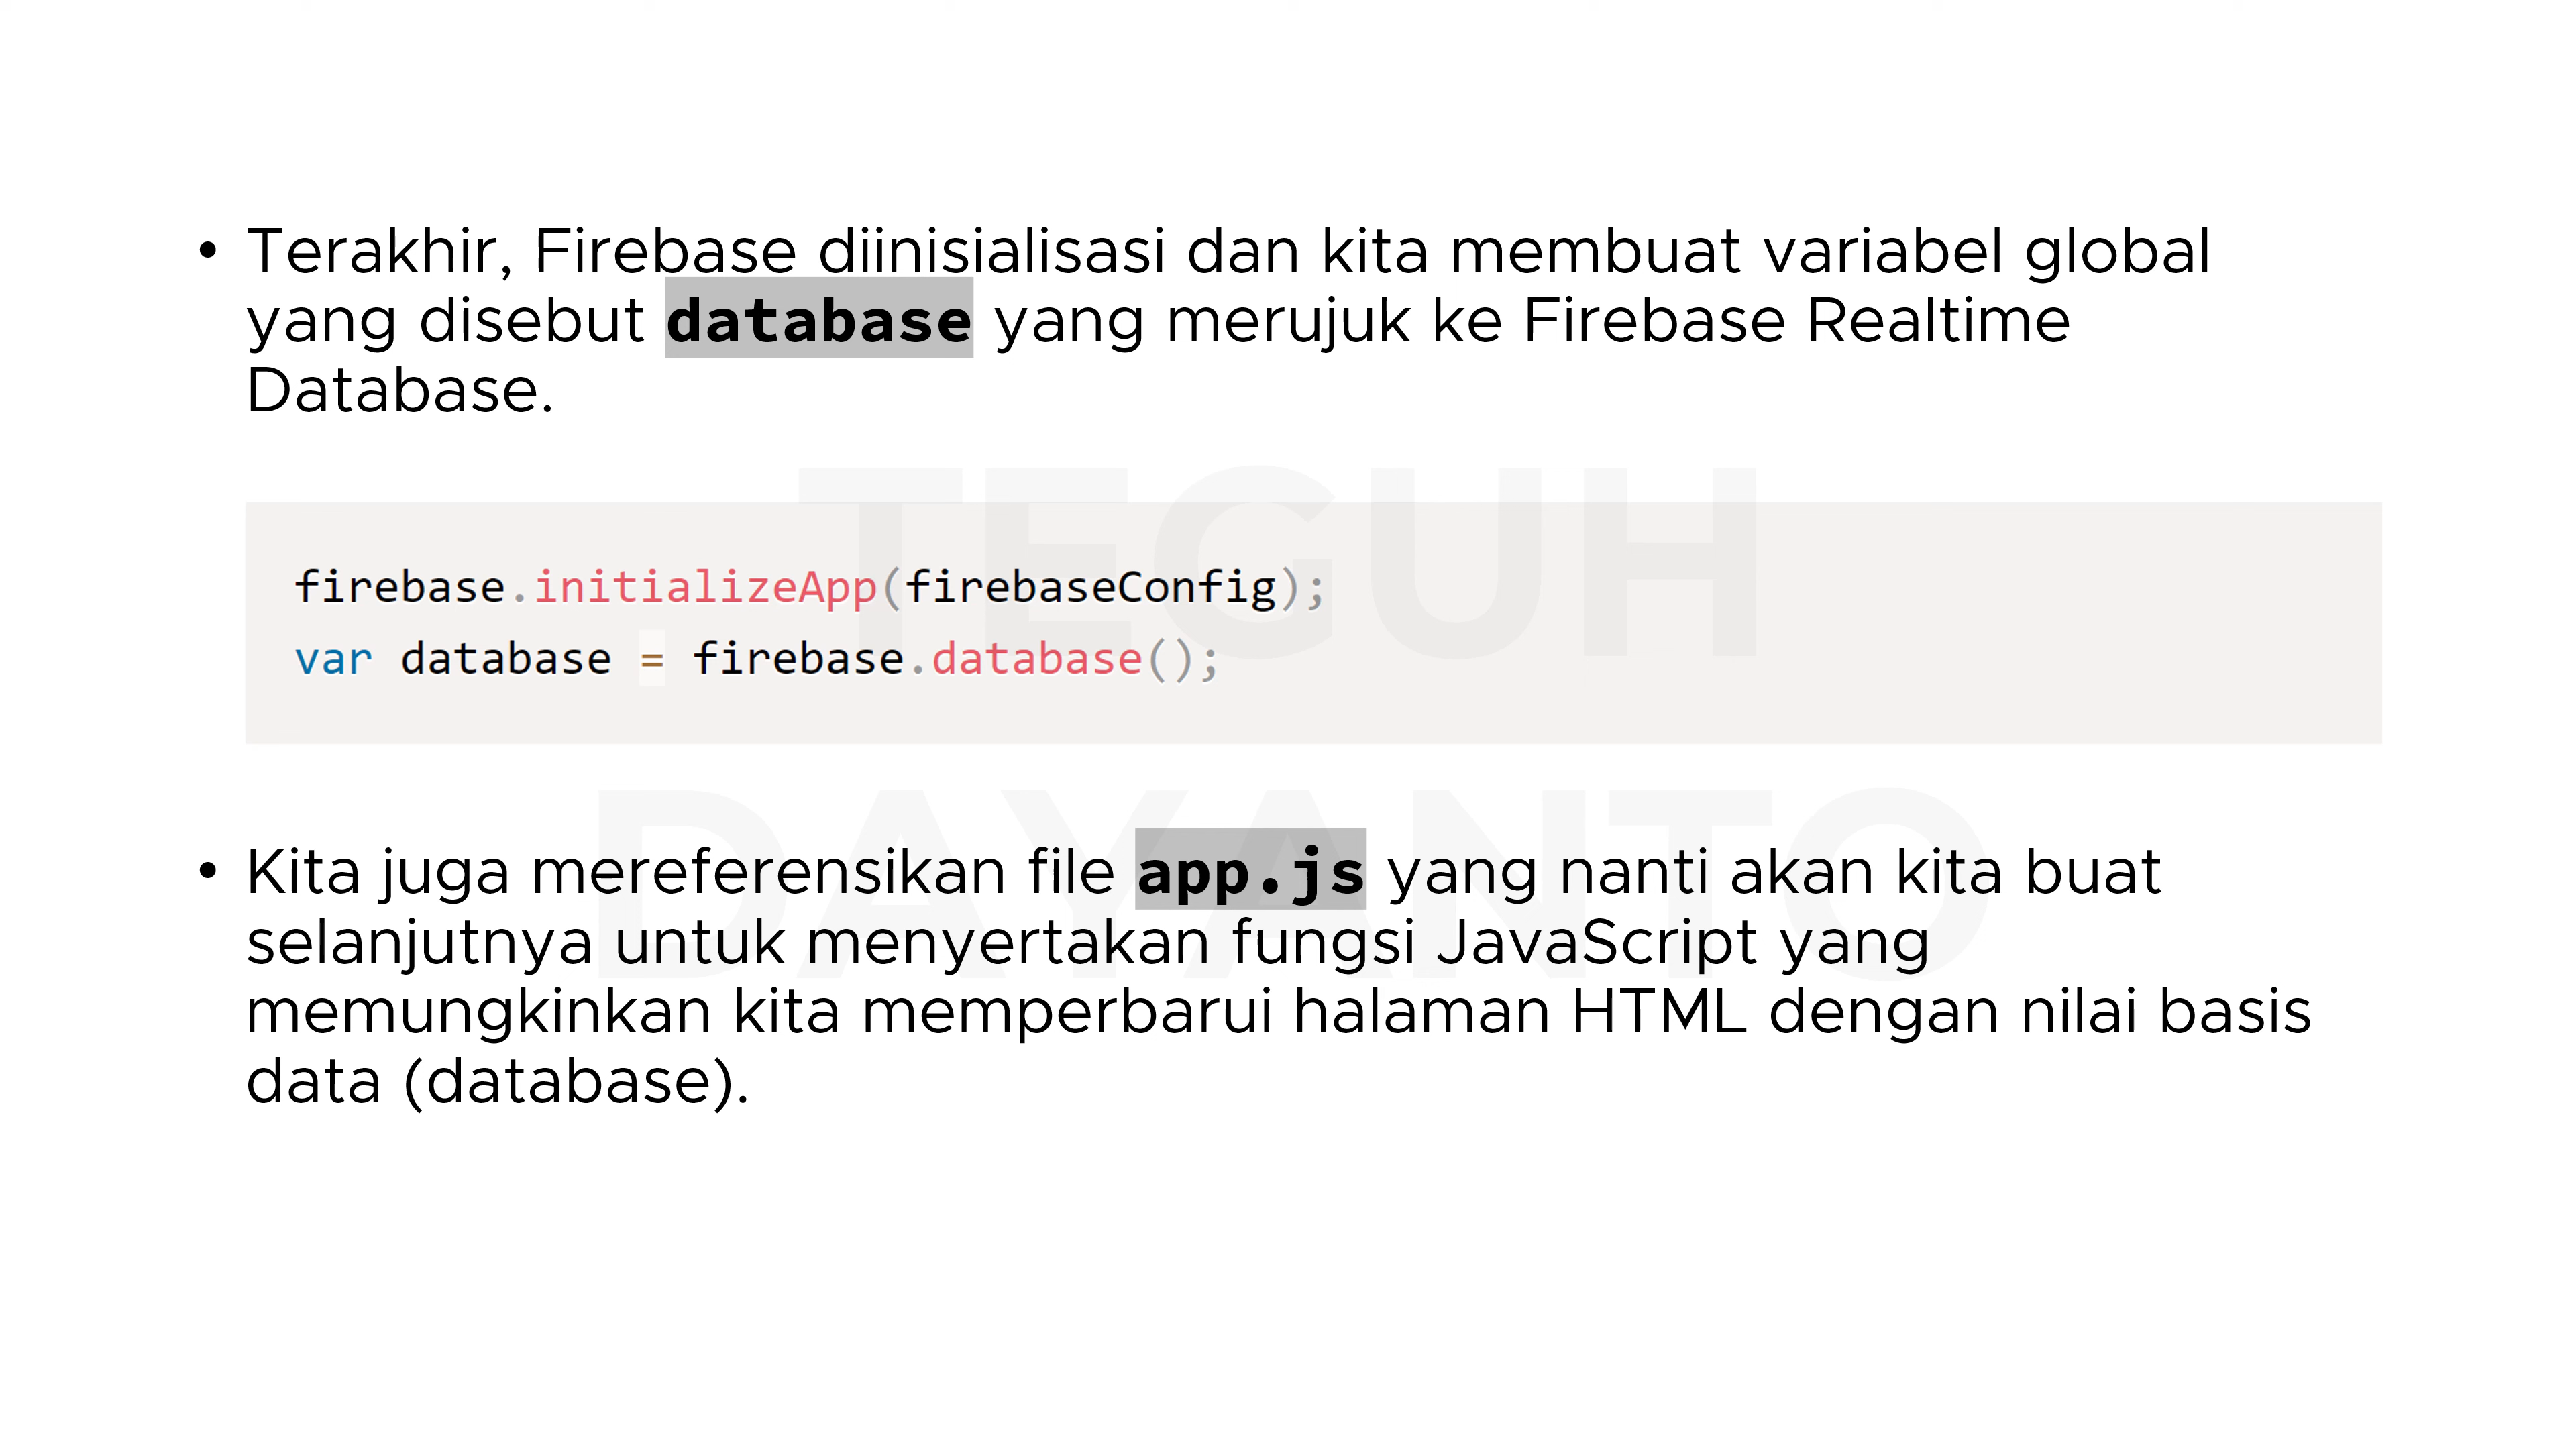 • Terakhir, Firebase diinisialisasi dan kita membuat variabel global
yang disebut database yang merujuk ke Firebase Realtime
Database.
TEGUH
firebase.initializeApp(firebaseConfig);
var database = firebase.database();
DAYANTO
• Kita juga mereferensikan file app.js yang nanti akan kita buat
selanjutnya untuk menyertakan fungsi JavaScript yang
memungkinkan kita memperbarui halaman HTML dengan nilai basis
data (database).